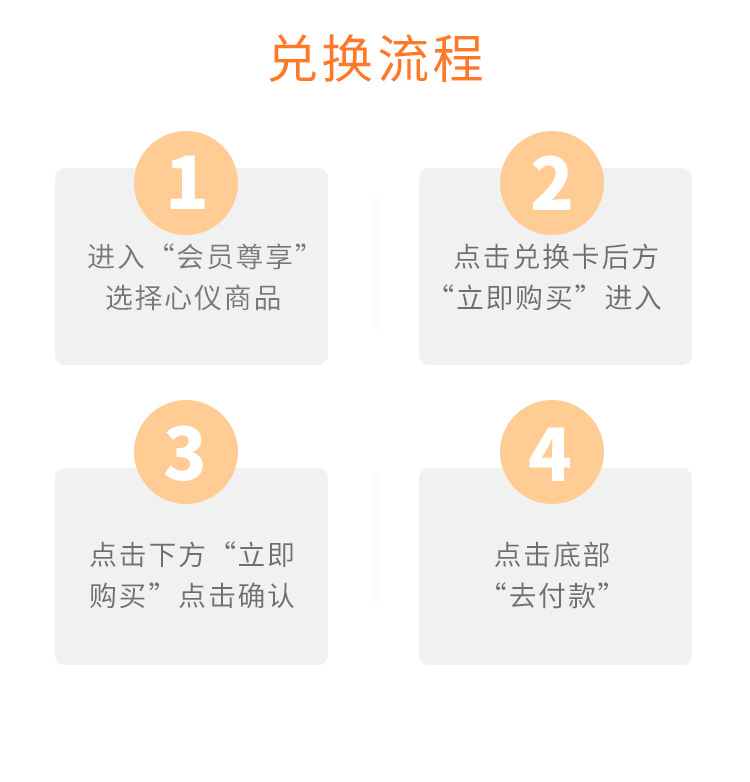 兑换流程
1
进入“会员尊享”
选择心仪商品
2
点击兑换卡后方
“立即购买”进入
3
点击下方“立即
购买”点击确认
4
点击底部
“去付款”